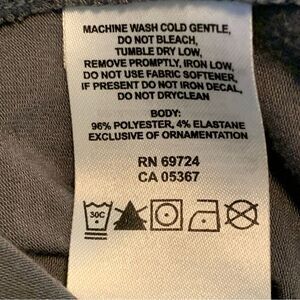 MACHINE WASH COLD GENTLE,
DO NOT BLEACH,
TUMBLE DRY LOW,
REMOVE PROMPTLY, IRON LOW,
DO NOT USE FABRIC SOFTENER,
IF PRESENT DO NOT IRON DECAL,
DO NOT DRYCLEAN
BODY:
96% POLYESTER, 4% ELASTANE
EXCLUSIVE OF ORNAMENTATION
RN 69724
CA 05367
30C